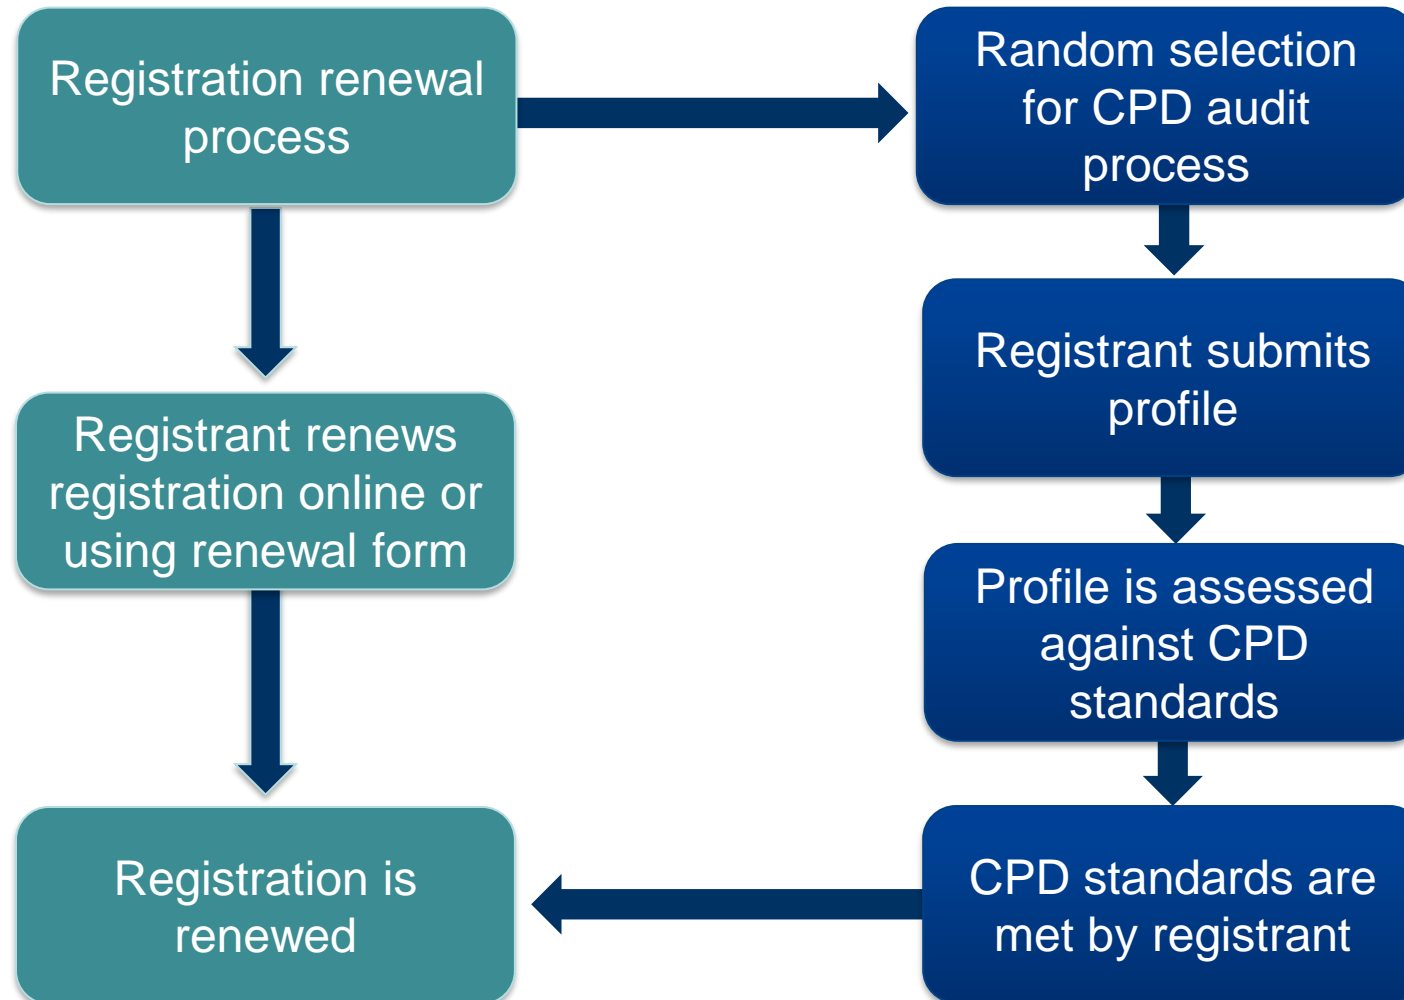 Registration renewal
process
Random selection
for CPD audit
process
Registrant submits
profile
Registrant renews
registration online or
using renewal form
Profile is assessed
against CPD
standards
Registration is
renewed
CPD standards are
met by registrant